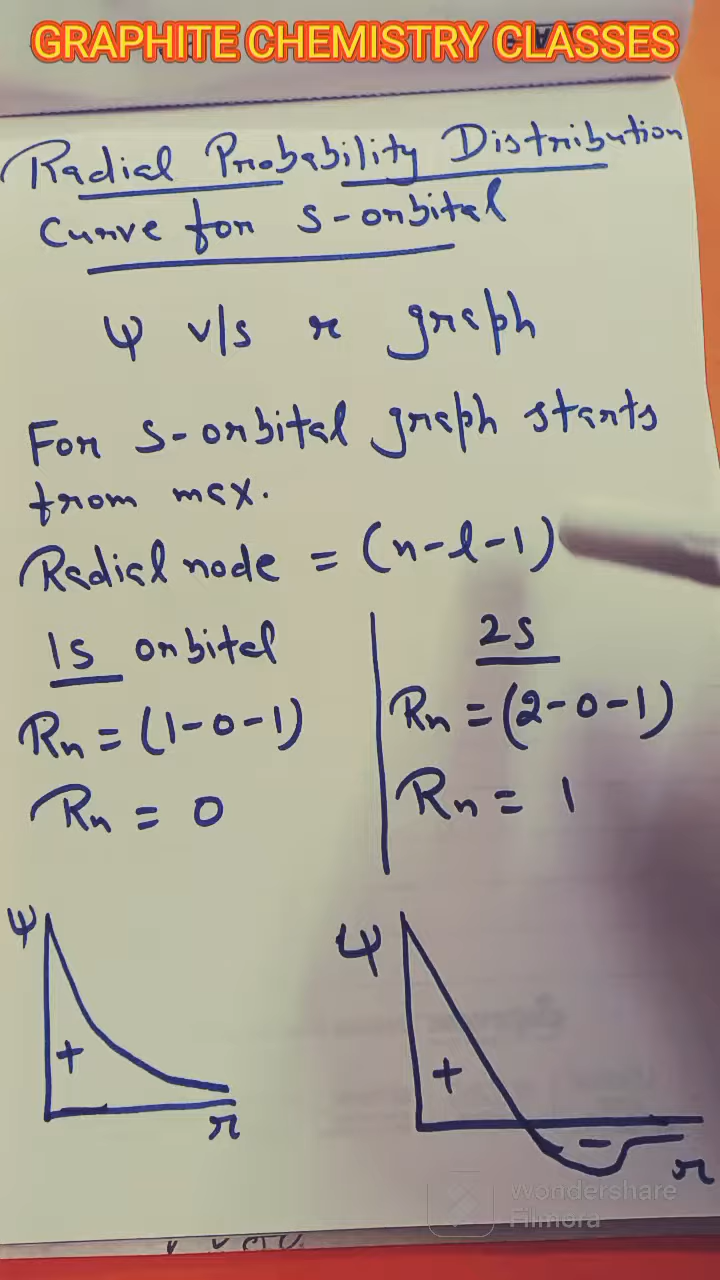 GRAPHITE CHEMISTRY CLASSES
Radial Probability Distribution
Curve for s-orbital
ψ v/s r graph
For s-orbital graph starts
from max.
Radial node = (n-l-1)
1s orbital
Rn = (1-0-1)
Rn = 0
2s
Rn = (2-0-1)
Rn = 1
ψ
+
r
ψ
+
-
r
wondershare
Filmora